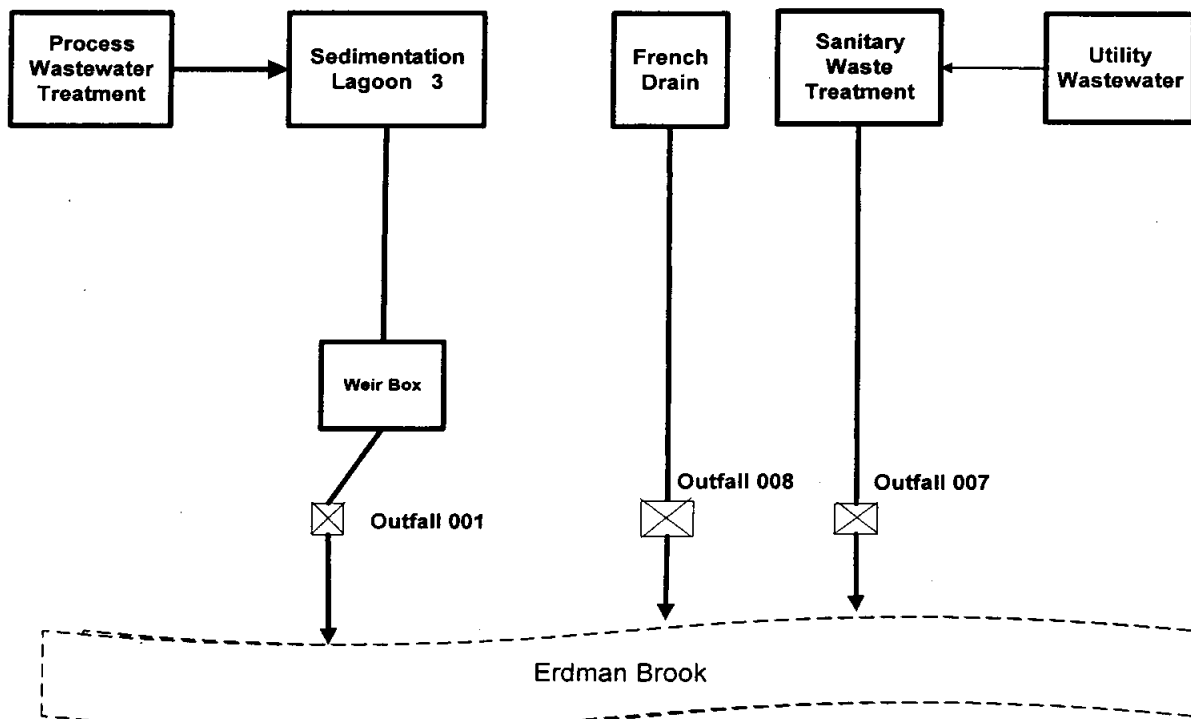 Process
Wastewater
Treatment
Sedimentation
Lagoon 3
French
Drain
Sanitary
Waste
Treatment
Utility
Wastewater
Weir Box
Outfall 001
Outfall 008
Outfall 007
Erdman Brook